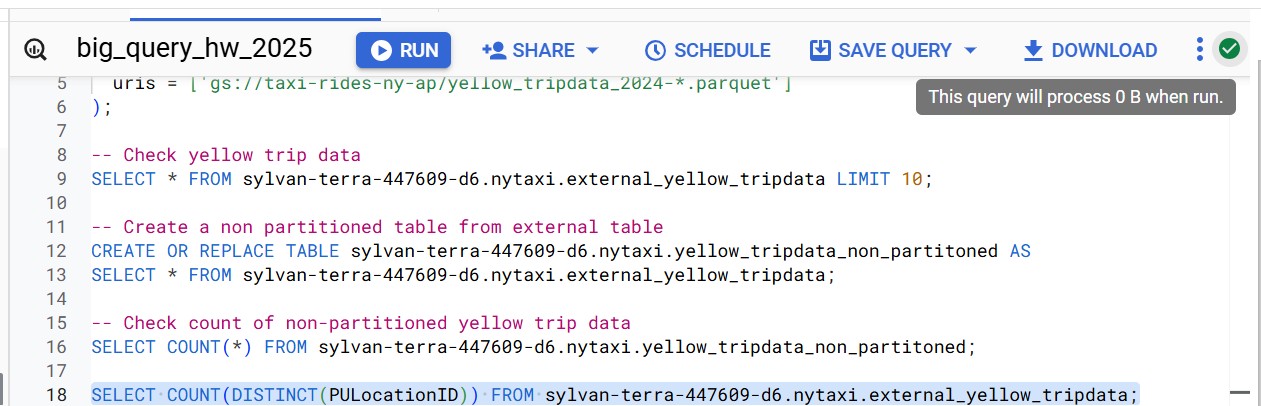 big_query_hw_2025 RUN SHARE SCHEDULE SAVE QUERY DOWNLOAD
This query will process 0 B when run.
5 uris = ['gs://taxi-rides-ny-ap/yellow_tripdata_2024-*.parquet']
6 );
7
8 -- Check yellow trip data
9 SELECT * FROM sylvan-terra-447609-d6.nytaxi.external_yellow_tripdata LIMIT 10;
10
11 -- Create a non partitioned table from external table
12 CREATE OR REPLACE TABLE sylvan-terra-447609-d6.nytaxi.yellow_tripdata_non_partitoned AS
13 SELECT * FROM sylvan-terra-447609-d6.nytaxi.external_yellow_tripdata;
14
15 -- Check count of non-partitioned yellow trip data
16 SELECT COUNT(*) FROM sylvan-terra-447609-d6.nytaxi.yellow_tripdata_non_partitoned;
17
18 SELECT COUNT(DISTINCT(PULocationID)) FROM sylvan-terra-447609-d6.nytaxi.external_yellow_tripdata;